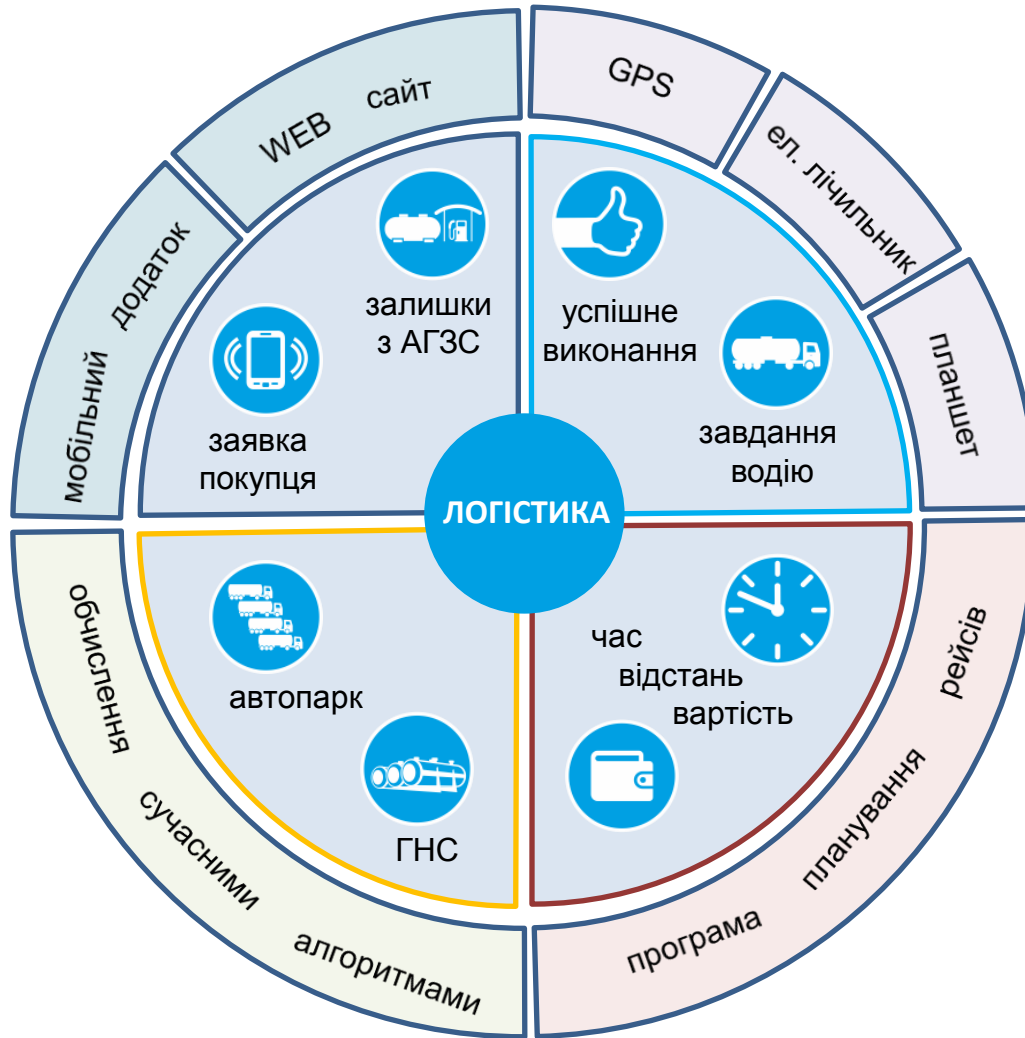 WEB сайт
GPS
ел. лічильник
планшет
мобільний додаток
залишки
з АГЗС
заявка
покупця
успішне
виконання
завдання
водію
ЛОГІСТИКА
автопарк
ГНС
час
відстань
вартість
обчислення сучасними алгоритмами
програма планування рейсів